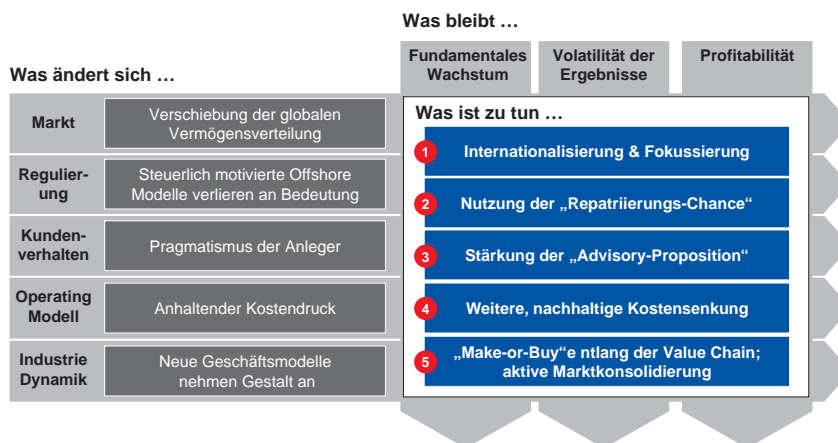 Was bleibt …
Fundamentales
Wachstum
Volatilität der
Ergebnisse
Profitabilität
Was ändert sich …
Was ist zu tun …
Markt
Verschiebung der globalen
Vermögensverteilung
1
Internationalisierung & Fokussierung
Regulier-
ung
Steuerlich motivierte Offshore
Modelle verlieren an Bedeutung
2
Nutzung der „Repatriierungs-Chance“
Kunden-
verhalten
Pragmatismus der Anleger
3
Stärkung der „Advisory-Proposition“
Operating
Modell
Anhaltender Kostendruck
4
Weitere, nachhaltige Kostensenkung
Industrie
Dynamik
Neue Geschäftsmodelle
nehmen Gestalt an
5
„Make-or-Buy“e ntlang der Value Chain;
aktive Marktkonsolidierung